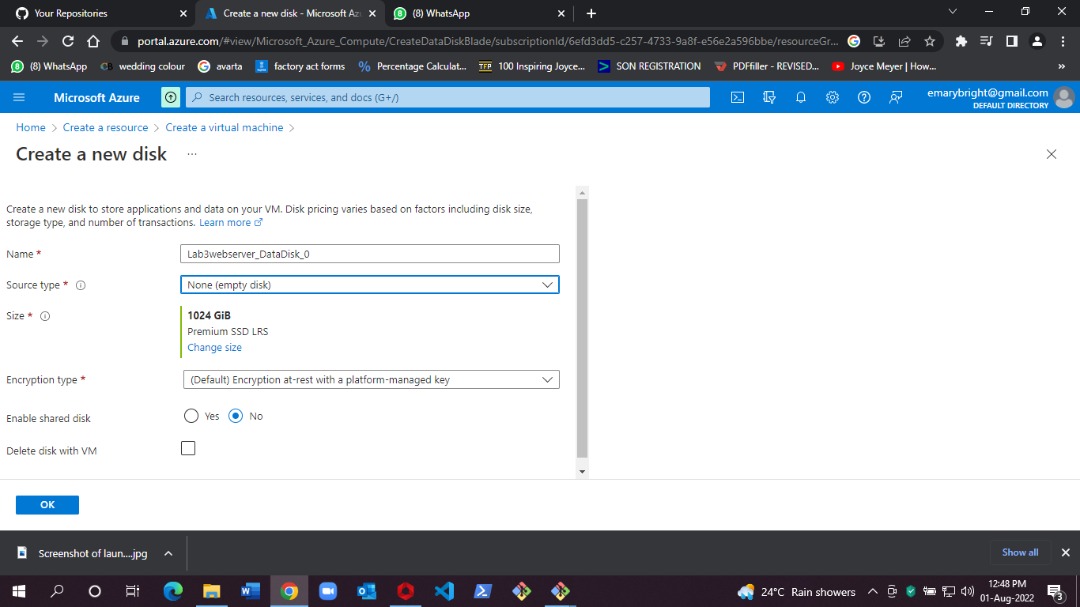 Your Repositories
Create a new disk - Microsoft Az
(8) WhatsApp
portal.azure.com/#view/Microsoft_Azure_Compute/CreateDataDiskBlade/subscriptionId/6efd3dd5-c257-4733-9a8f-e56e2a596bbe/resourceGr...
(8) WhatsApp
wedding colour
avarta
factory act forms
Percentage Calculat...
100 Inspiring Joyce...
SON REGISTRATION
PDFfiller - REVISED...
Joyce Meyer | How...
»
Microsoft Azure
Search resources, services, and docs (G+/)
emarybright@gmail.com
DEFAULT DIRECTORY
Home > Create a resource > Create a virtual machine >
Create a new disk ...
Create a new disk to store applications and data on your VM. Disk pricing varies based on factors including disk size,
storage type, and number of transactions. Learn more
Name * Lab3webserver_DataDisk_0
Source type * None (empty disk)
Size * 1024 GiB
Premium SSD LRS
Change size
Encryption type * (Default) Encryption at-rest with a platform-managed key
Enable shared disk Yes No
Delete disk with VM
OK
Screenshot of laun....jpg
Show all
24°C Rain showers
12:48 PM
01-Aug-2022
3